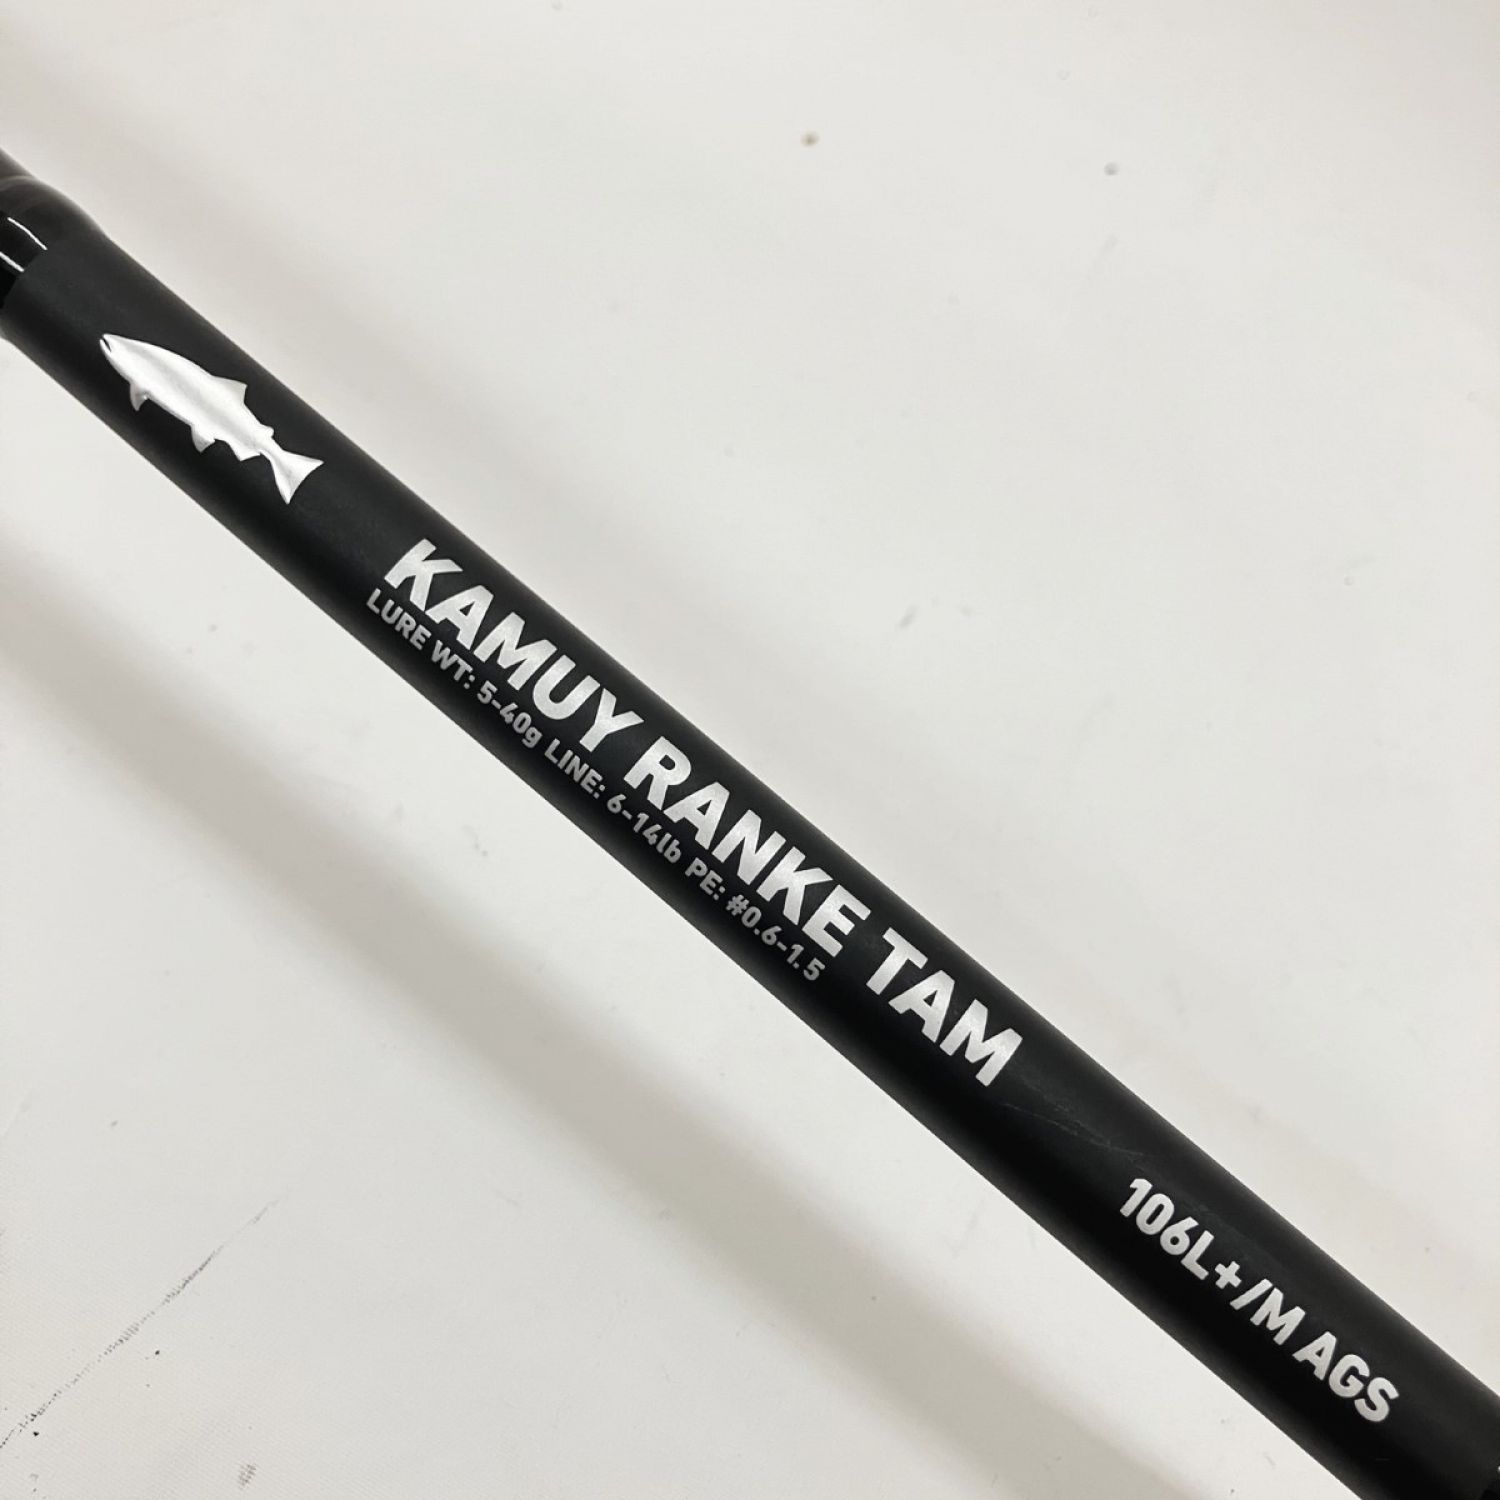 KAMUY RANKE TAM
LURE WT: 5-40g LINE: 6-14lb PE: #0.6-1.5
106L+/M AGS